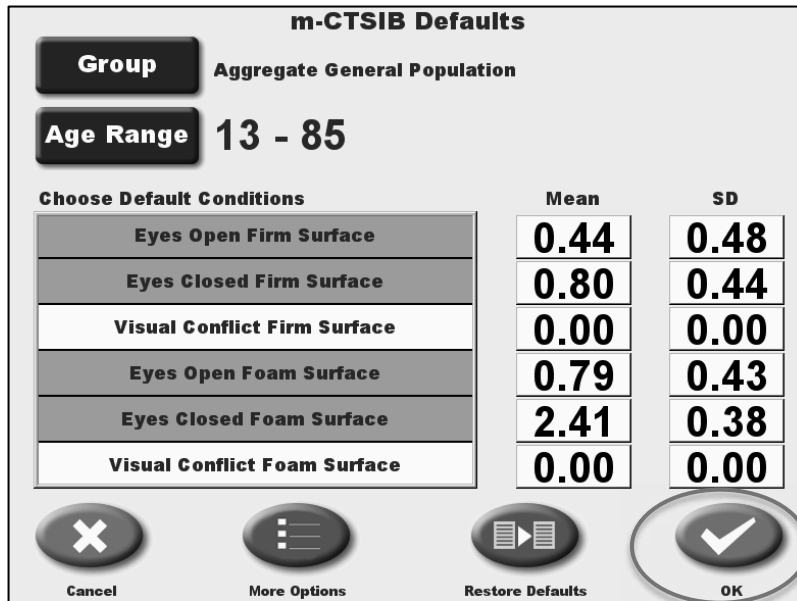 m-CTSIB Defaults
Group Aggregate General Population
Age Range 13 - 85
Choose Default Conditions Mean SD
Eyes Open Firm Surface 0.44 0.48
Eyes Closed Firm Surface 0.80 0.44
Visual Conflict Firm Surface 0.00 0.00
Eyes Open Foam Surface 0.79 0.43
Eyes Closed Foam Surface 2.41 0.38
Visual Conflict Foam Surface 0.00 0.00
Cancel More Options Restore Defaults OK